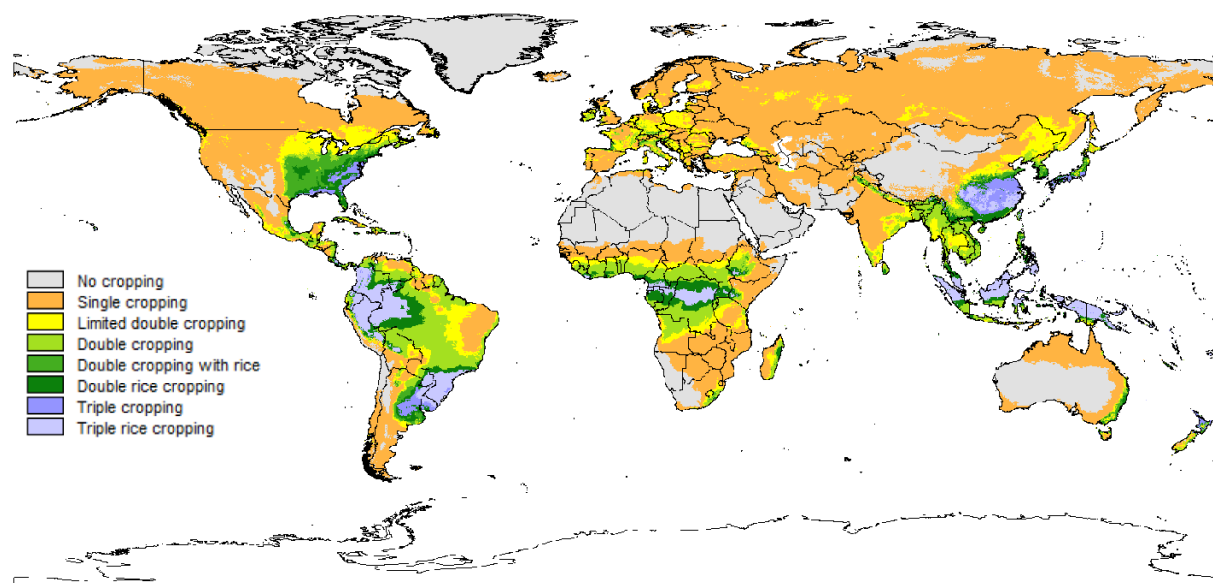 No cropping
Single cropping
Limited double cropping
Double cropping
Double cropping with rice
Double rice cropping
Triple cropping
Triple rice cropping